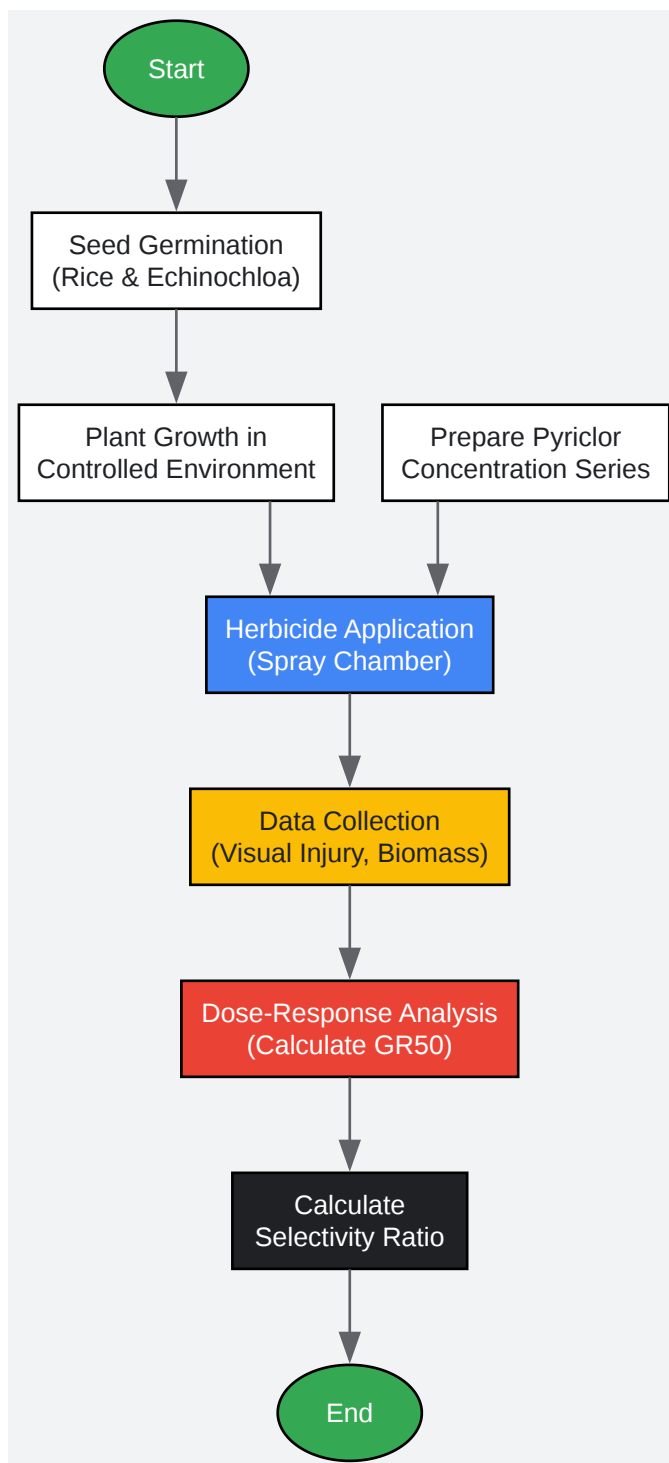 Start
Seed Germination
(Rice & Echinochloa)
Plant Growth in
Controlled Environment
Prepare Pyriclor
Concentration Series
Herbicide Application
(Spray Chamber)
Data Collection
(Visual Injury, Biomass)
Dose-Response Analysis
(Calculate GR50)
Calculate
Selectivity Ratio
End